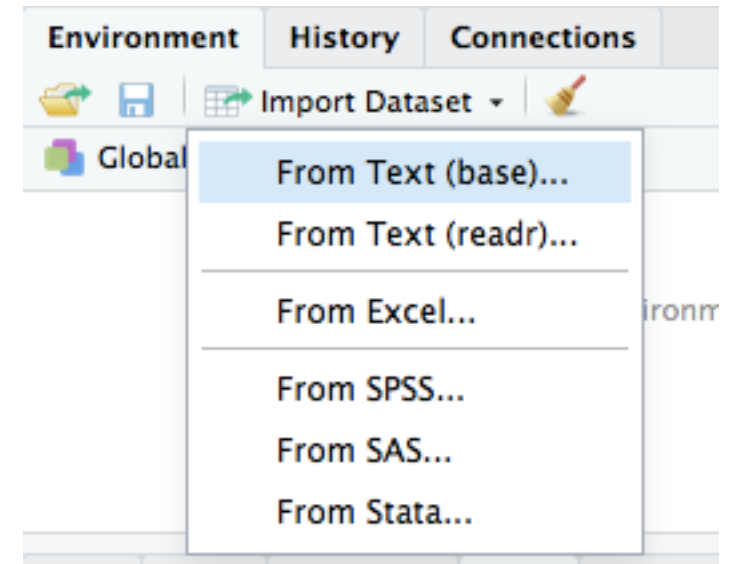 Environment History Connections
Import Dataset
Global
From Text (base)...
From Text (readr)...
From Excel...
From SPSS...
From SAS...
From Stata...